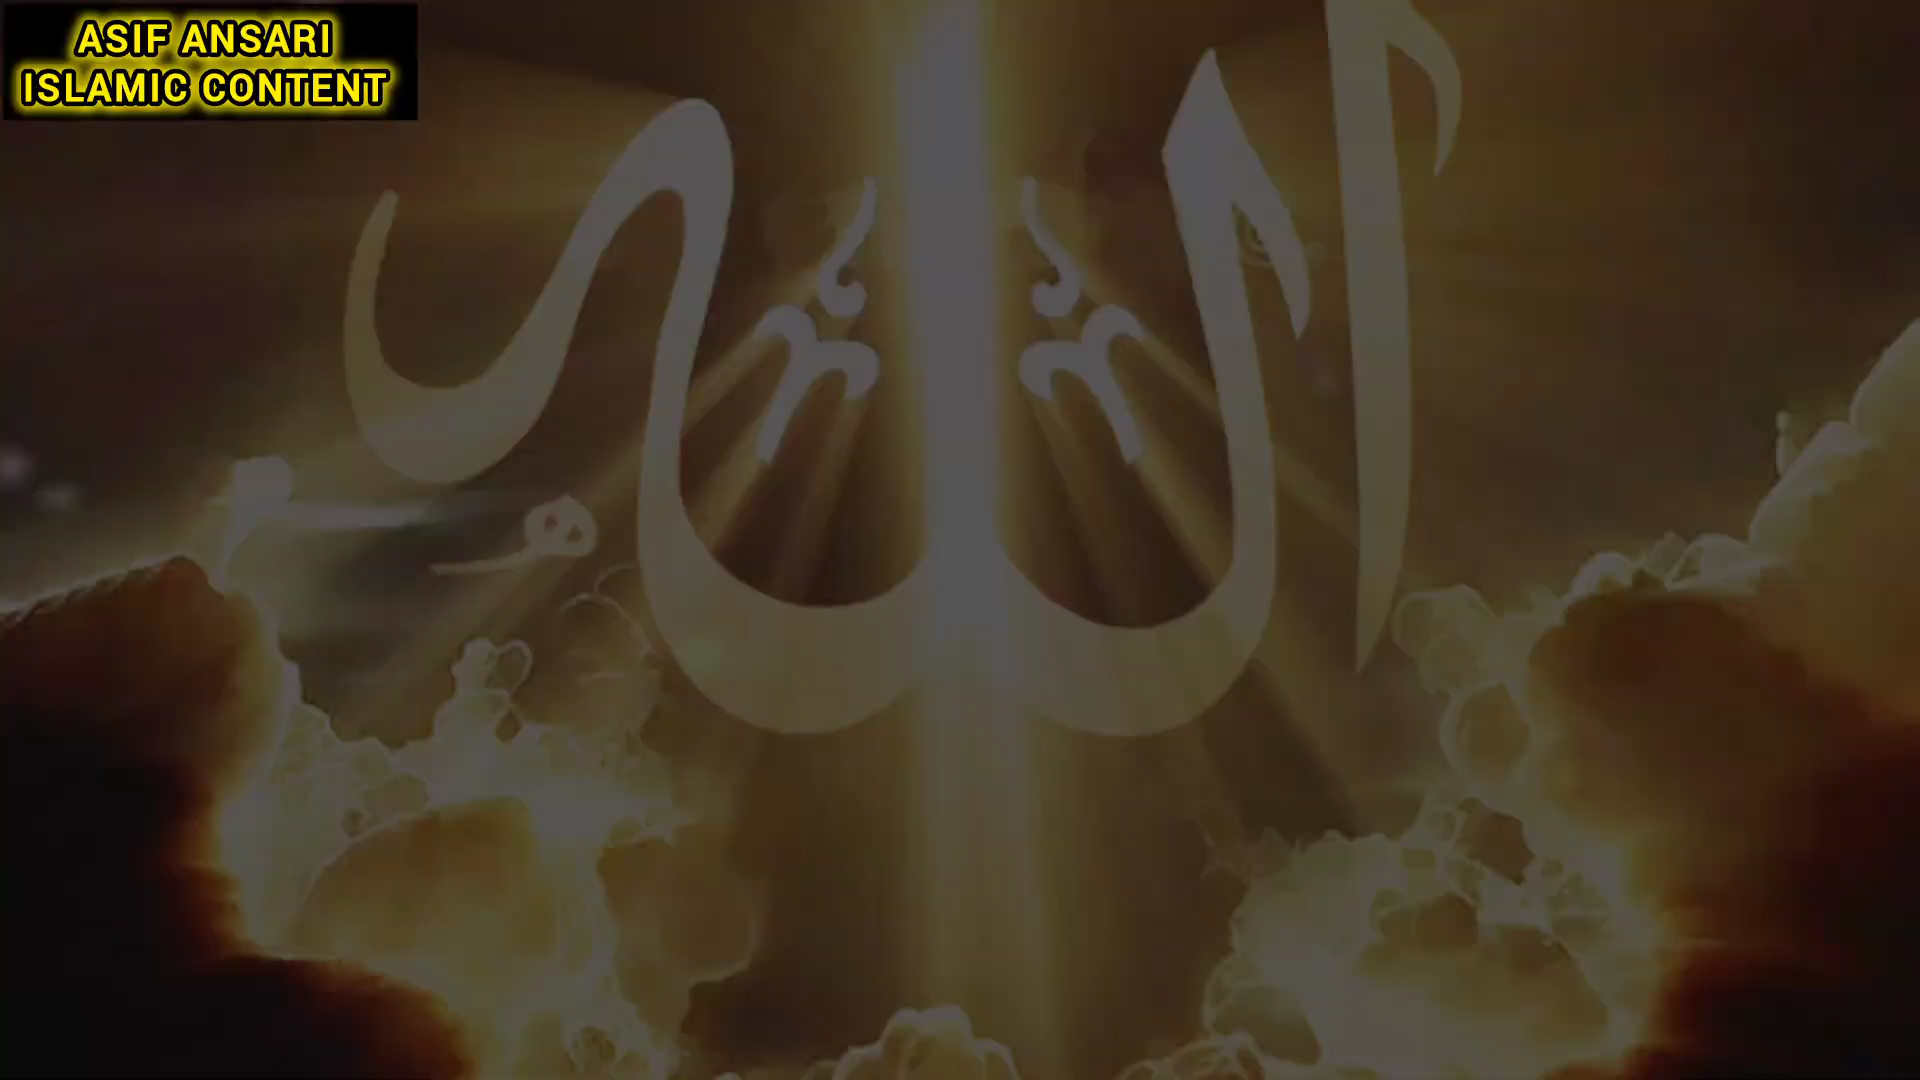 ASIF ANSARI
ISLAMIC CONTENT
الله